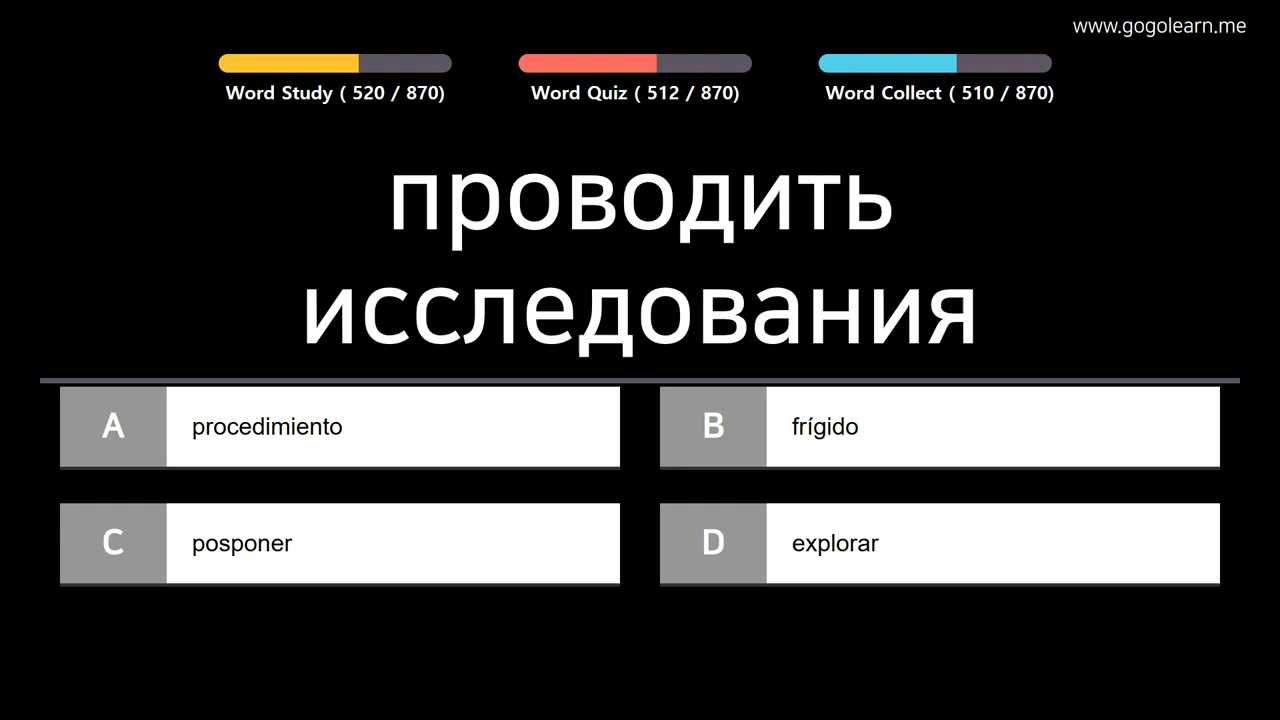 www.gogolearn.me
Word Study ( 520 / 870)
Word Quiz ( 512 / 870)
Word Collect ( 510 / 870)
проводить
исследования
A procedimiento
B frígido
C posponer
D explorar